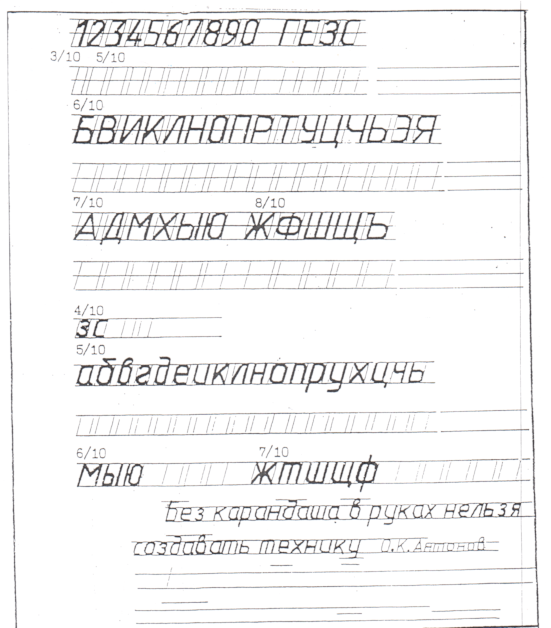 1234567890 ГЕЗС
3/10 5/10
6/10
БВИКЛНОПРТУЦЧЬЭЯ
7/10 8/10
АДМХЫЮ ЖФШЩЪ
4/10
зс
5/10
абвгдеиклнопрухцчь
6/10 7/10
мыю жтшщф
Без карандаша в руках нельзя
создавать технику О.К.Антонов